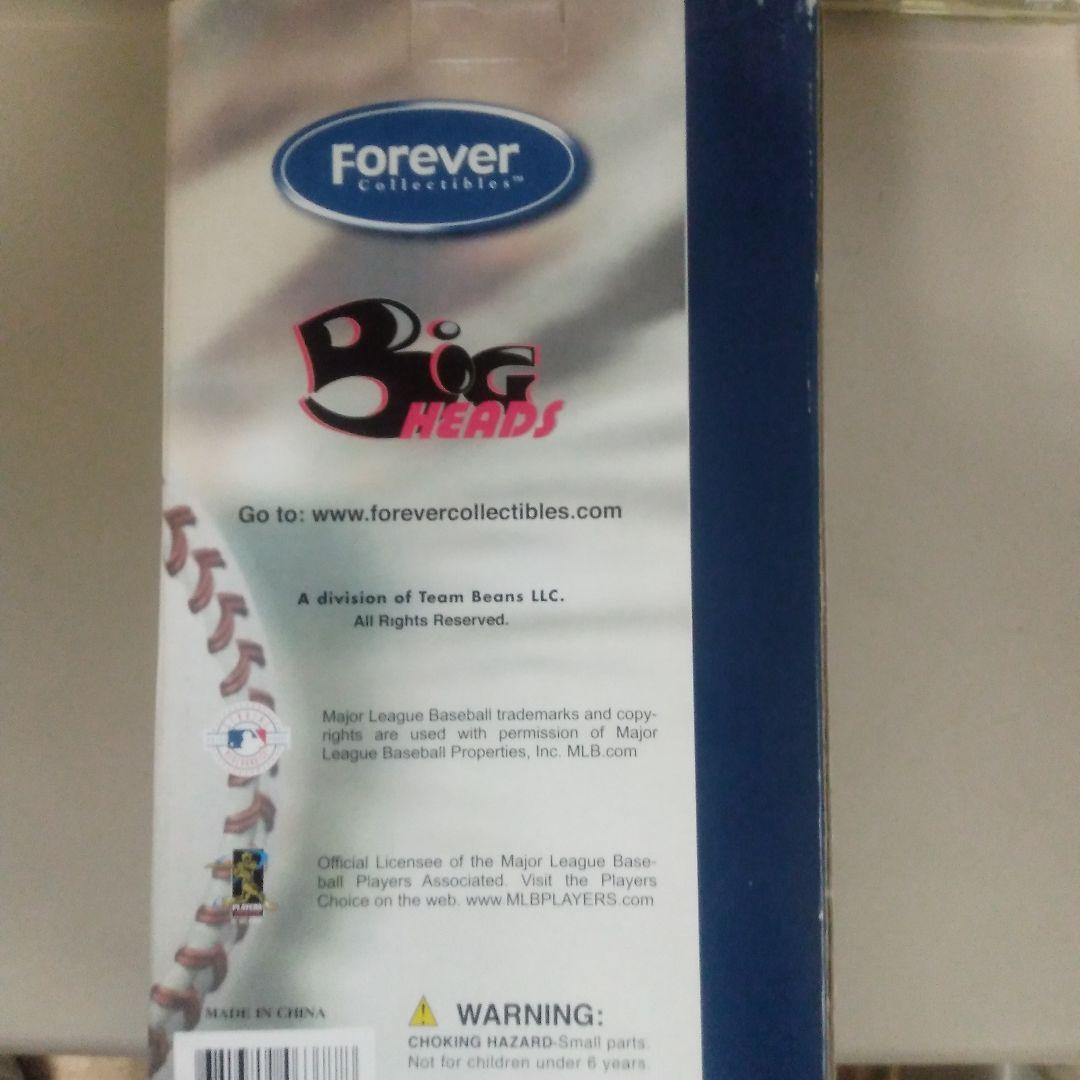 Forever
Collectibles™
BiG
HEADS
Go to: www.forevercollectibles.com
A division of Team Beans LLC.
All Rights Reserved.
Major League Baseball trademarks and copy-
rights are used with permission of Major
League Baseball Properties, Inc. MLB.com
Official Licensee of the Major League Base-
ball Players Associated. Visit the Players
Choice on the web. www.MLBPLAYERS.com
PLAYERS
MADE IN CHINA
WARNING:
CHOKING HAZARD-Small parts.
Not for children under 6 years.